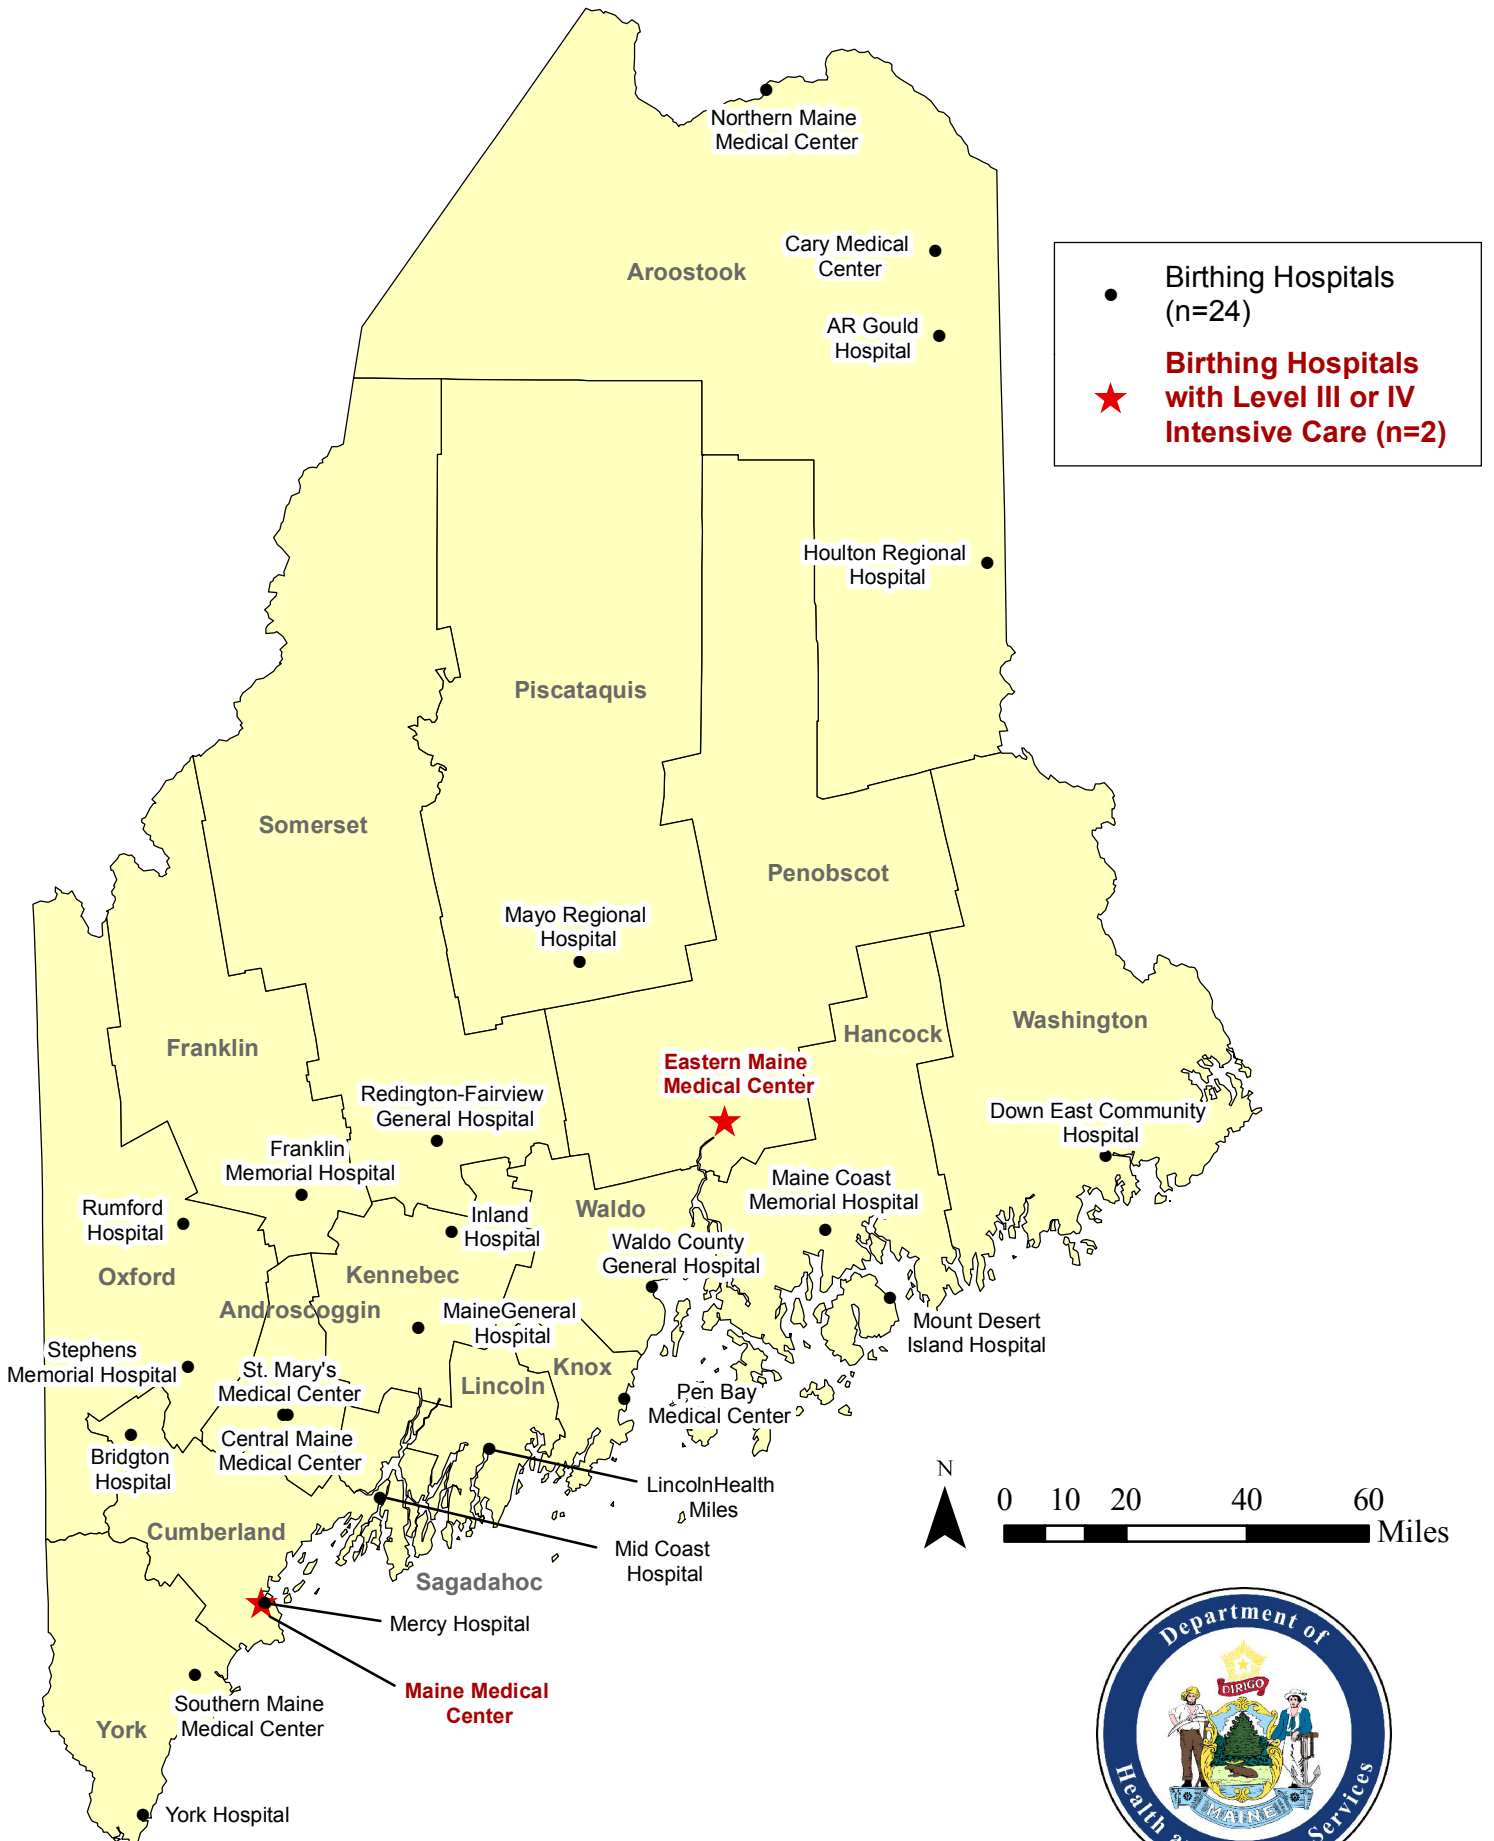 Northern Maine
Medical Center
Cary Medical
Center
Aroostook
AR Gould
Hospital
Birthing Hospitals
(n=24)
Birthing Hospitals
with Level III or IV
Intensive Care (n=2)
Houlton Regional
Hospital
Piscataquis
Somerset
Penobscot
Mayo Regional
Hospital
Washington
Hancock
Franklin
Eastern Maine
Medical Center
Redington-Fairview
General Hospital
Down East Community
Hospital
Franklin
Memorial Hospital
Maine Coast
Memorial Hospital
Rumford
Hospital
Waldo
Inland
Hospital
Waldo County
General Hospital
Oxford
Kennebec
Androscoggin
MaineGeneral
Hospital
Mount Desert
Island Hospital
Stephens
Memorial Hospital
St. Mary's
Medical Center
Knox
Lincoln
Pen Bay
Medical Center
Central Maine
Medical Center
Bridgton
Hospital
LincolnHealth
Miles
N
0 10 20 40 60
Miles
Cumberland
Mid Coast
Hospital
Sagadahoc
Mercy Hospital
Maine Medical
Center
Southern Maine
Medical Center
York
York Hospital
Department of
DIRIGO
MAINE
Health
Services